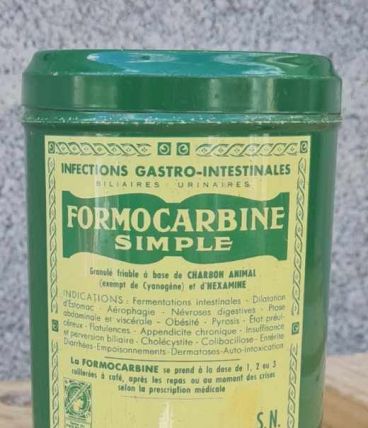 INFECTIONS GASTRO-INTESTINALES
BILIAIRES URINAIRES
FORMOCARBINE
SIMPLE
Granulé friable à base de CHARBON ANIMAL
(exempt de Cyanogène) et d'HEXAMINE
INDICATIONS : Fermentations intestinales - Dilatation
d'Estomac - Aérophagie - Névroses digestives - Ptose
abdominale et viscérale - Obésité - Pyrosis - État préul-
céreux - Flatulences - Appendicite chronique - Insuffisance
et perversion biliaire - Cholécystite - Colibacillose - Entérite
Diarrhées - Empoisonnements - Dermatoses - Auto-intoxication
La FORMOCARBINE se prend à la dose de 1, 2 ou 3
cuillerées à café, après les repas ou au moment des crises
selon la prescription médicale
S.N.